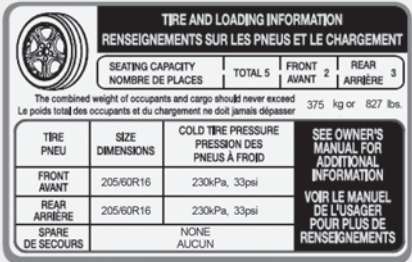 TIRE AND LOADING INFORMATION
RENSEIGNEMENTS SUR LES PNEUS ET LE CHARGEMENT
SEATING CAPACITY
NOMBRE DE PLACES
TOTAL 5
FRONT
AVANT 2
REAR
ARRIÈRE 3
The combined weight of occupants and cargo should never exceed
Le poids total des occupants et du chargement ne doit jamais dépasser
375 kg or 827 lbs.
TIRE
PNEU
SIZE
DIMENSIONS
COLD TIRE PRESSURE
PRESSION DES
PNEUS À FROID
FRONT
AVANT
205/60R16
230kPa, 33psi
REAR
ARRIÈRE
205/60R16
230kPa, 33psi
SPARE
DE SECOURS
NONE
AUCUN
SEE OWNER'S
MANUAL FOR
ADDITIONAL
INFORMATION
VOIR LE MANUEL
DE L'USAGER
POUR PLUS DE
RENSEIGNEMENTS